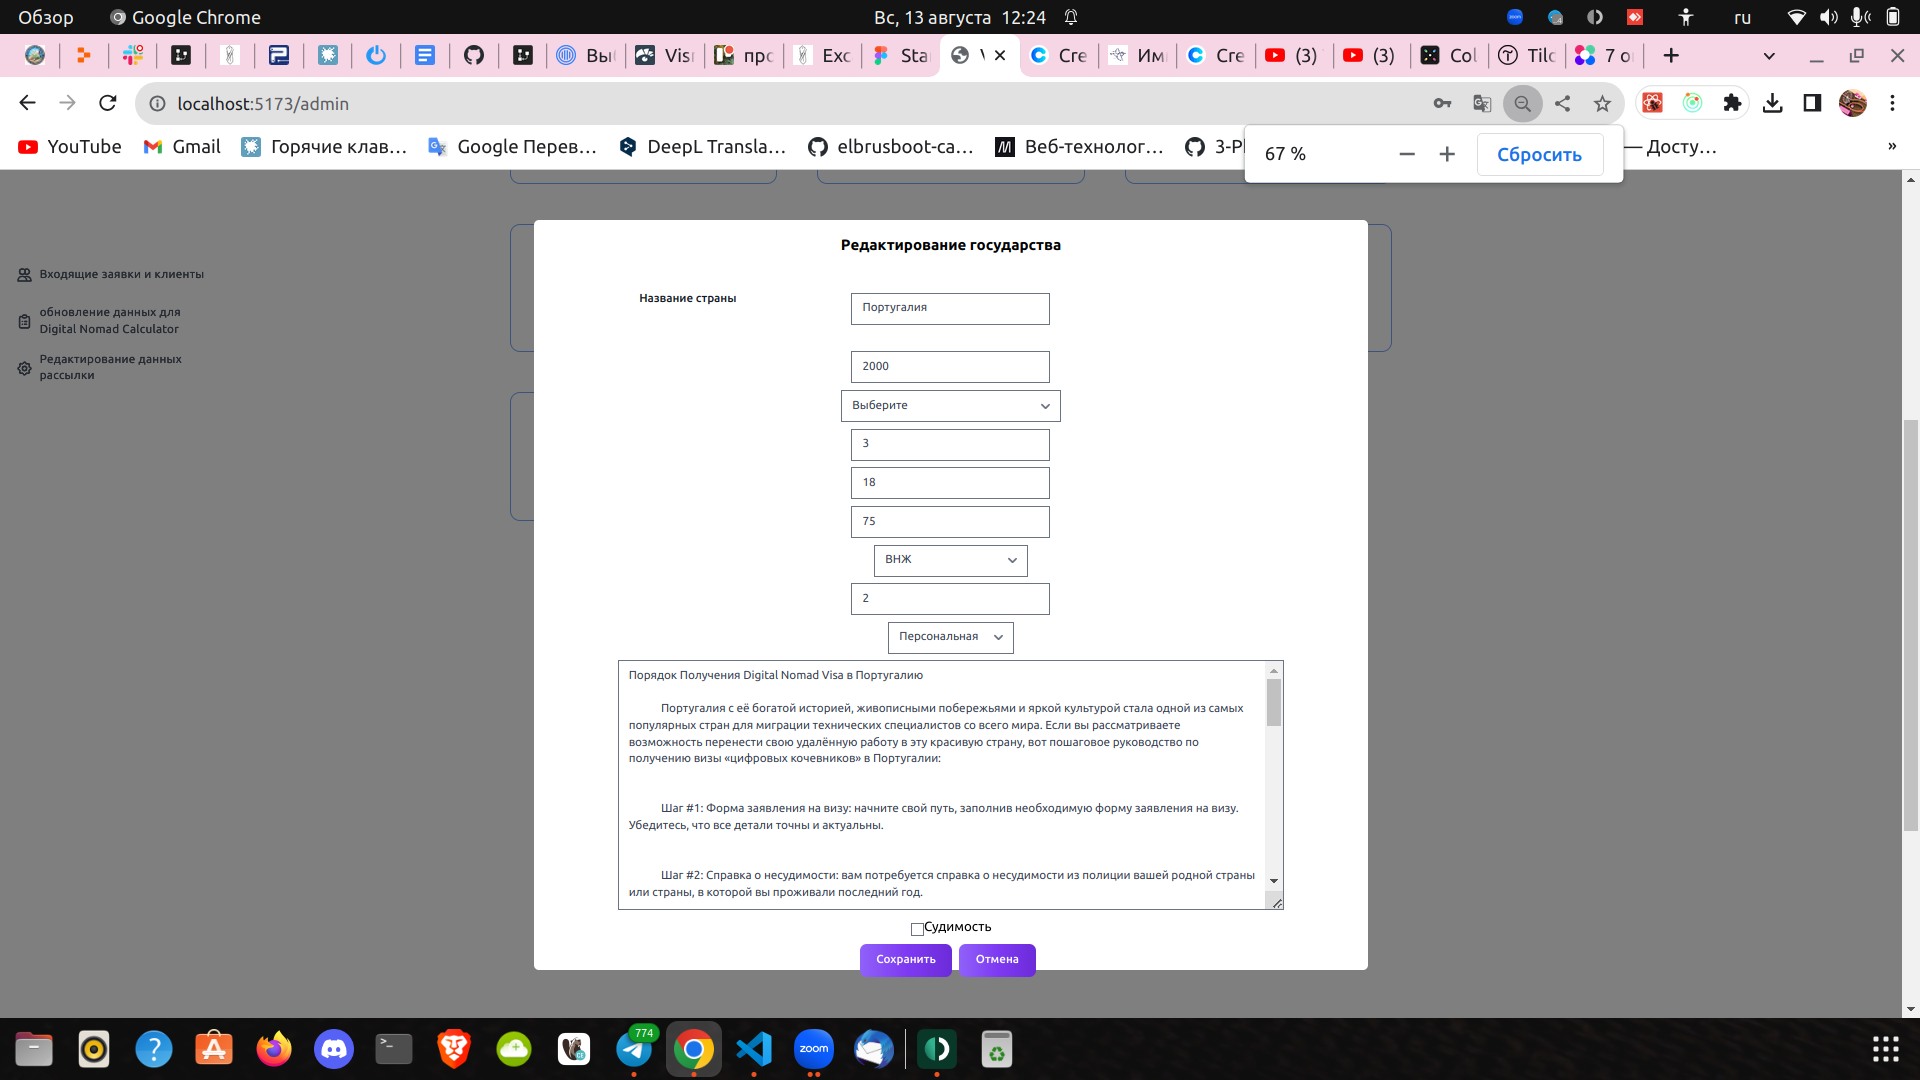 Обзор
Google Chrome
Вс, 13 августа 12:24
ru
Выб
Visr
про
Exc
Sta
V
Cre
Им
Cre
(3)
(3)
Col
Tilc
7 о
localhost:5173/admin
YouTube
Gmail
Горячие клав...
Google Перев...
DeepL Transla...
elbrusboot-ca...
Веб-технолог...
— Досту...
»
67 %
Сбросить
Входящие заявки и клиенты
обновление данных для
Digital Nomad Calculator
Редактирование данных
рассылки
Редактирование государства
Название страны
Португалия
2000
Выберите
3
18
75
ВНЖ
2
Персональная
Порядок Получения Digital Nomad Visa в Португалию
Португалия с её богатой историей, живописными побережьями и яркой культурой стала одной из самых
популярных стран для миграции технических специалистов со всего мира. Если вы рассматриваете
возможность перенести свою удалённую работу в эту красивую страну, вот пошаговое руководство по
получению визы «цифровых кочевников» в Португалии:
Шаг #1: Форма заявления на визу: начните свой путь, заполнив необходимую форму заявления на визу.
Убедитесь, что все детали точны и актуальны.
Шаг #2: Справка о несудимости: вам потребуется справка о несудимости из полиции вашей родной страны
или страны, в которой вы проживали последний год.
Судимость
Сохранить
Отмена
774
zoom